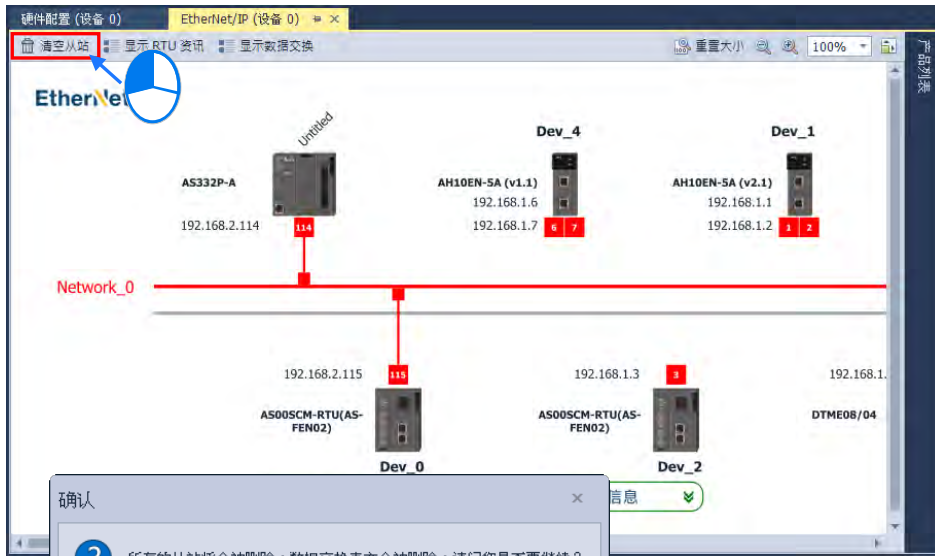 硬件配置 (设备 0)
EtherNet/IP (设备 0)
清空从站
显示 RTU 资讯
显示数据交换
重置大小
100%
产品列表
Untitled
Dev_4
Dev_1
AS332P-A
AH10EN-5A (v1.1)
AH10EN-5A (v2.1)
192.168.1.6
192.168.1.1
192.168.2.114
114
192.168.1.7
6 7
192.168.1.2
1 2
Network_0
192.168.2.115
115
192.168.1.3
3
192.168.1.
AS00SCM-RTU(AS-
FEN02)
AS00SCM-RTU(AS-
FEN02)
DTME08/04
Dev_0
Dev_2
信息
确认